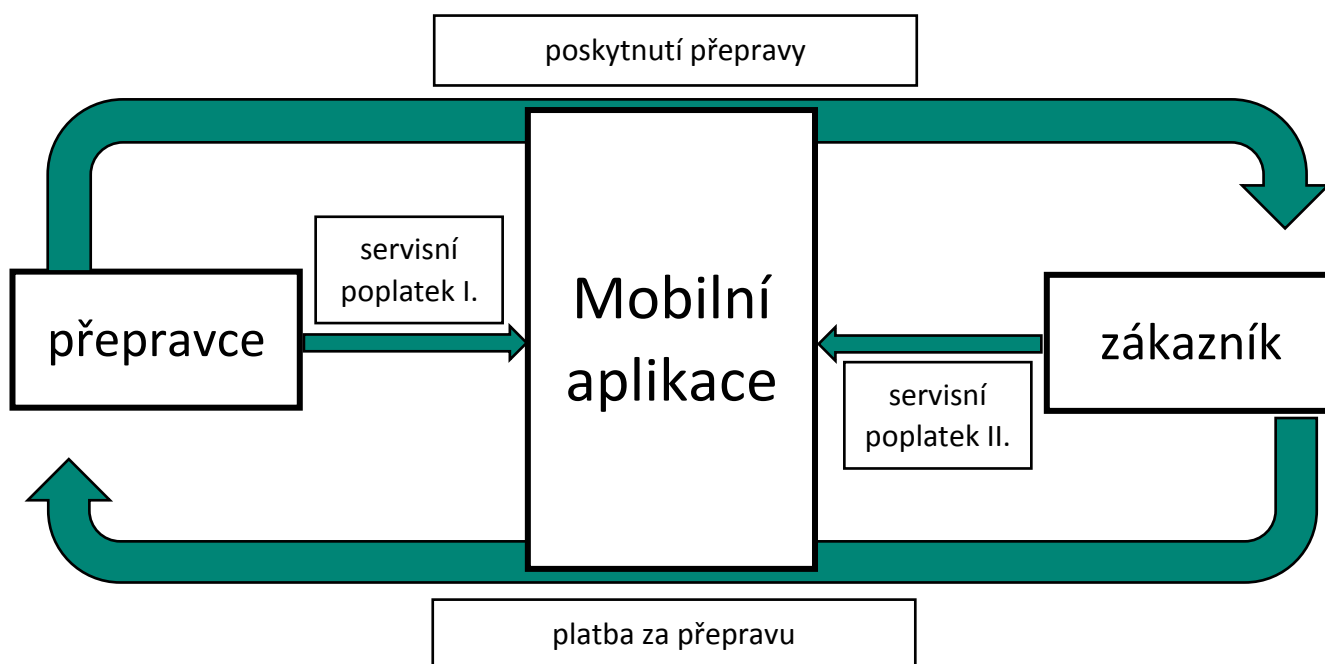 poskytnutí přepravy
servisní
poplatek I.
přepravce
Mobilní
aplikace
zákazník
servisní
poplatek II.
platba za přepravu